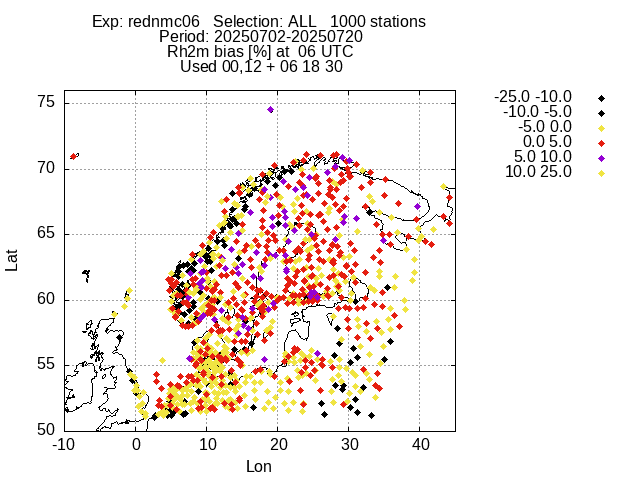 Exp: rednmc06   Selection: ALL   1000 stations
Period: 20250702-20250720
Rh2m bias [%] at  06 UTC
Used 00,12 + 06 18 30
-25.0 -10.0
-10.0 -5.0
-5.0 0.0
0.0 5.0
5.0 10.0
10.0 25.0
75
70
65
60
55
50
Lat
-10 0 10 20 30 40
Lon